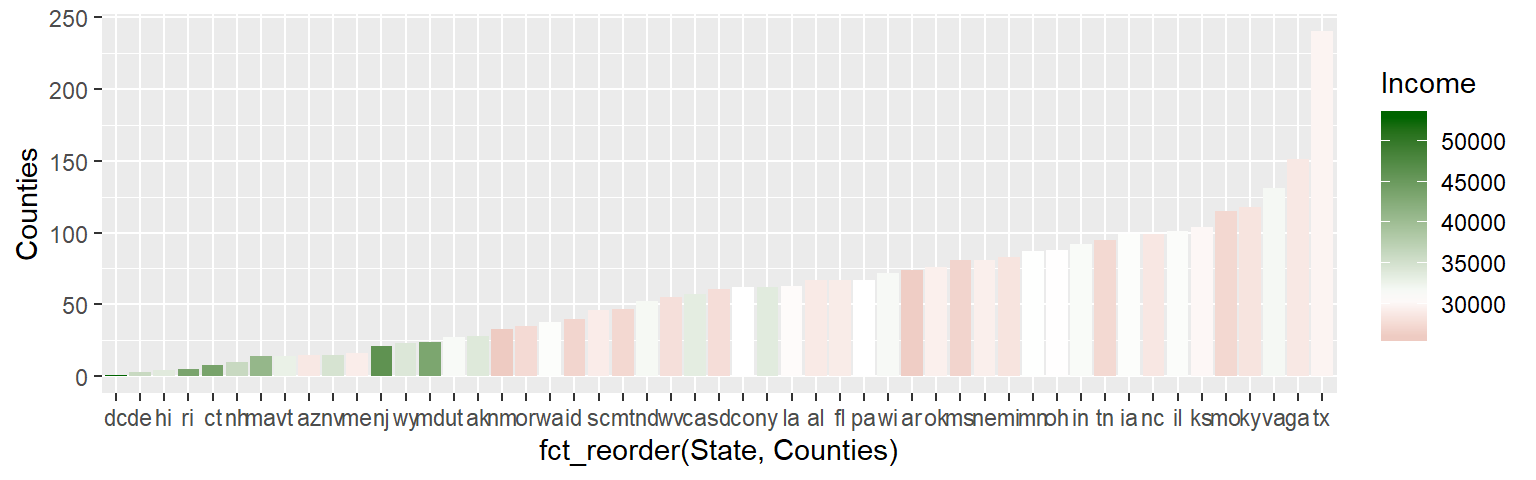 250
200
150
100
50
0
Counties
dc de hi ri ct nh ma vt az nv me nj wy md ut ak nm or wa id sc mt nd wv ca sd co ny la al fl pa wi ar ok ms ne mi mn oh in tn ia nc il ks mo ky va ga tx
fct_reorder(State, Counties)
Income
50000
45000
40000
35000
30000